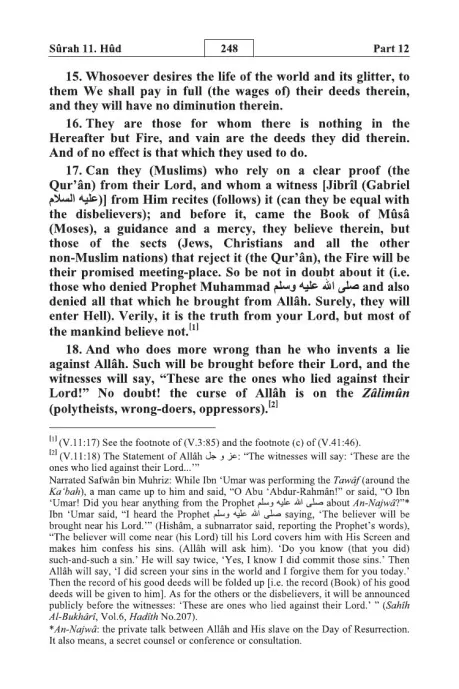 Sûrah 11. Hûd 248 Part 12
15. Whosoever desires the life of the world and its glitter, to
them We shall pay in full (the wages of) their deeds therein,
and they will have no diminution therein.
16. They are those for whom there is nothing in the
Hereafter but Fire, and vain are the deeds they did therein.
And of no effect is that which they used to do.
17. Can they (Muslims) who rely on a clear proof (the
Qur’ân) from their Lord, and whom a witness [Jibrîl (Gabriel
عليه السلام)] from Him recites (follows) it (can they be equal with
the disbelievers); and before it, came the Book of Mûsâ
(Moses), a guidance and a mercy, they believe therein, but
those of the sects (Jews, Christians and all the other
non-Muslim nations) that reject it (the Qur’ân), the Fire will be
their promised meeting-place. So be not in doubt about it (i.e.
those who denied Prophet Muhammad صلى الله عليه وسلم and also
denied all that which he brought from Allâh. Surely, they will
enter Hell). Verily, it is the truth from your Lord, but most of
the mankind believe not.[1]
18. And who does more wrong than he who invents a lie
against Allâh. Such will be brought before their Lord, and the
witnesses will say, “These are the ones who lied against their
Lord!” No doubt! the curse of Allâh is on the Zâlimûn
(polytheists, wrong-doers, oppressors).[2]
[1] (V.11:17) See the footnote of (V.3:85) and the footnote (c) of (V.41:46).
[2] (V.11:18) The Statement of Allâh عز و جل: “The witnesses will say: ‘These are the
ones who lied against their Lord...’”
Narrated Safwân bin Muhriz: While Ibn ‘Umar was performing the Tawâf (around the
Ka‘bah), a man came up to him and said, “O Abu ‘Abdur-Rahmân!” or said, “O Ibn
‘Umar! Did you hear anything from the Prophet صلى الله عليه وسلم about An-Najwâ?”*
Ibn ‘Umar said, “I heard the Prophet صلى الله عليه وسلم saying, ‘The believer will be
brought near his Lord.’” (Hishâm, a subnarrator said, reporting the Prophet’s words),
“The believer will come near (his Lord) till his Lord covers him with His Screen and
makes him confess his sins. (Allâh will ask him). ‘Do you know (that you did)
such-and-such a sin.’ He will say twice, ‘Yes, I know I did commit those sins.’ Then
Allâh will say, ‘I did screen your sins in the world and I forgive them for you today.’
Then the record of his good deeds will be folded up [i.e. the record (Book) of his good
deeds will be given to him]. As for the others or the disbelievers, it will be announced
publicly before the witnesses: ‘These are ones who lied against their Lord.’ ” (Sahîh
Al-Bukhârî, Vol.6, Hadîth No.207).
*An-Najwâ: the private talk between Allâh and His slave on the Day of Resurrection.
It also means, a secret counsel or conference or consultation.